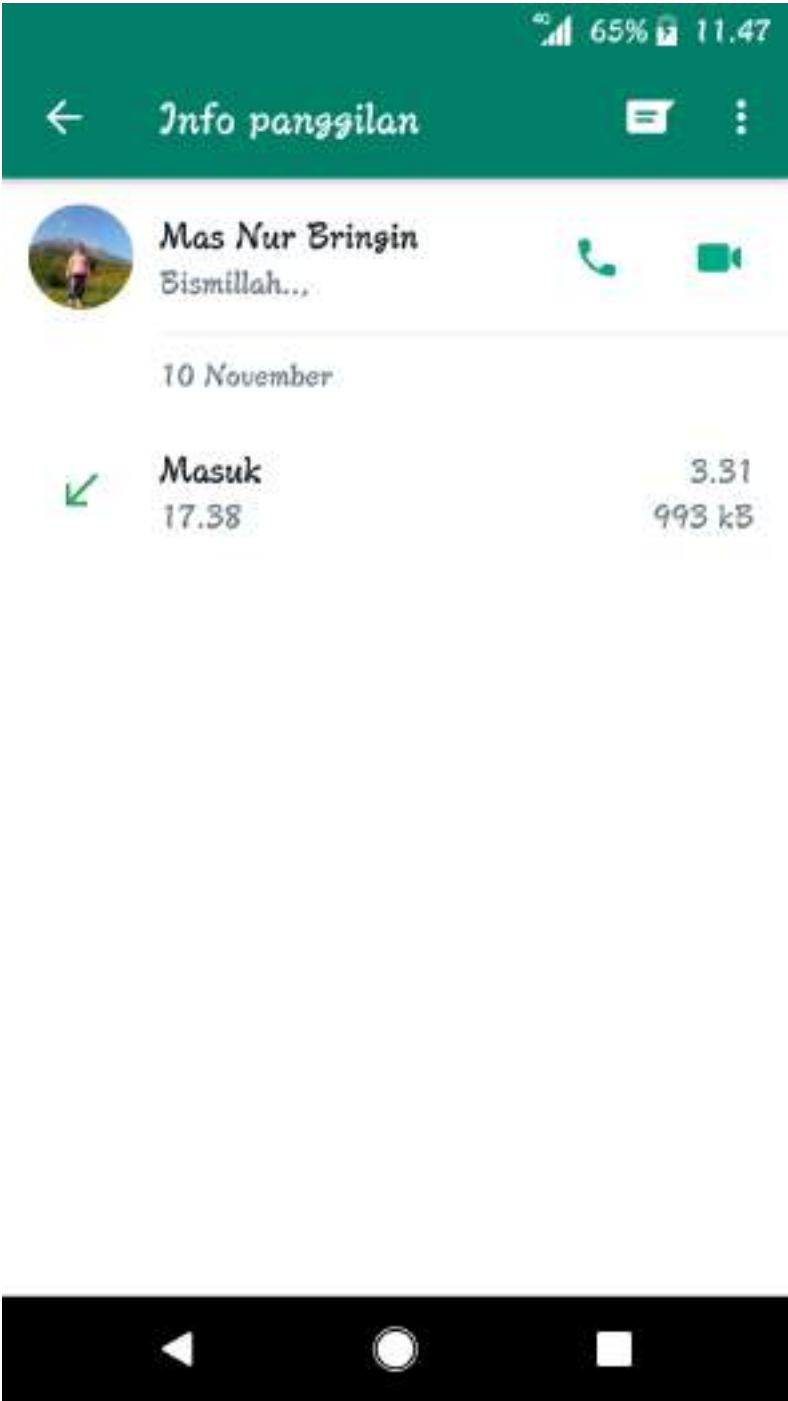 4G 65% 11.47
Info panggilan
Mas Nur Bringin
Bismillah..,
10 November
Masuk 3.31
17.38 993 kB